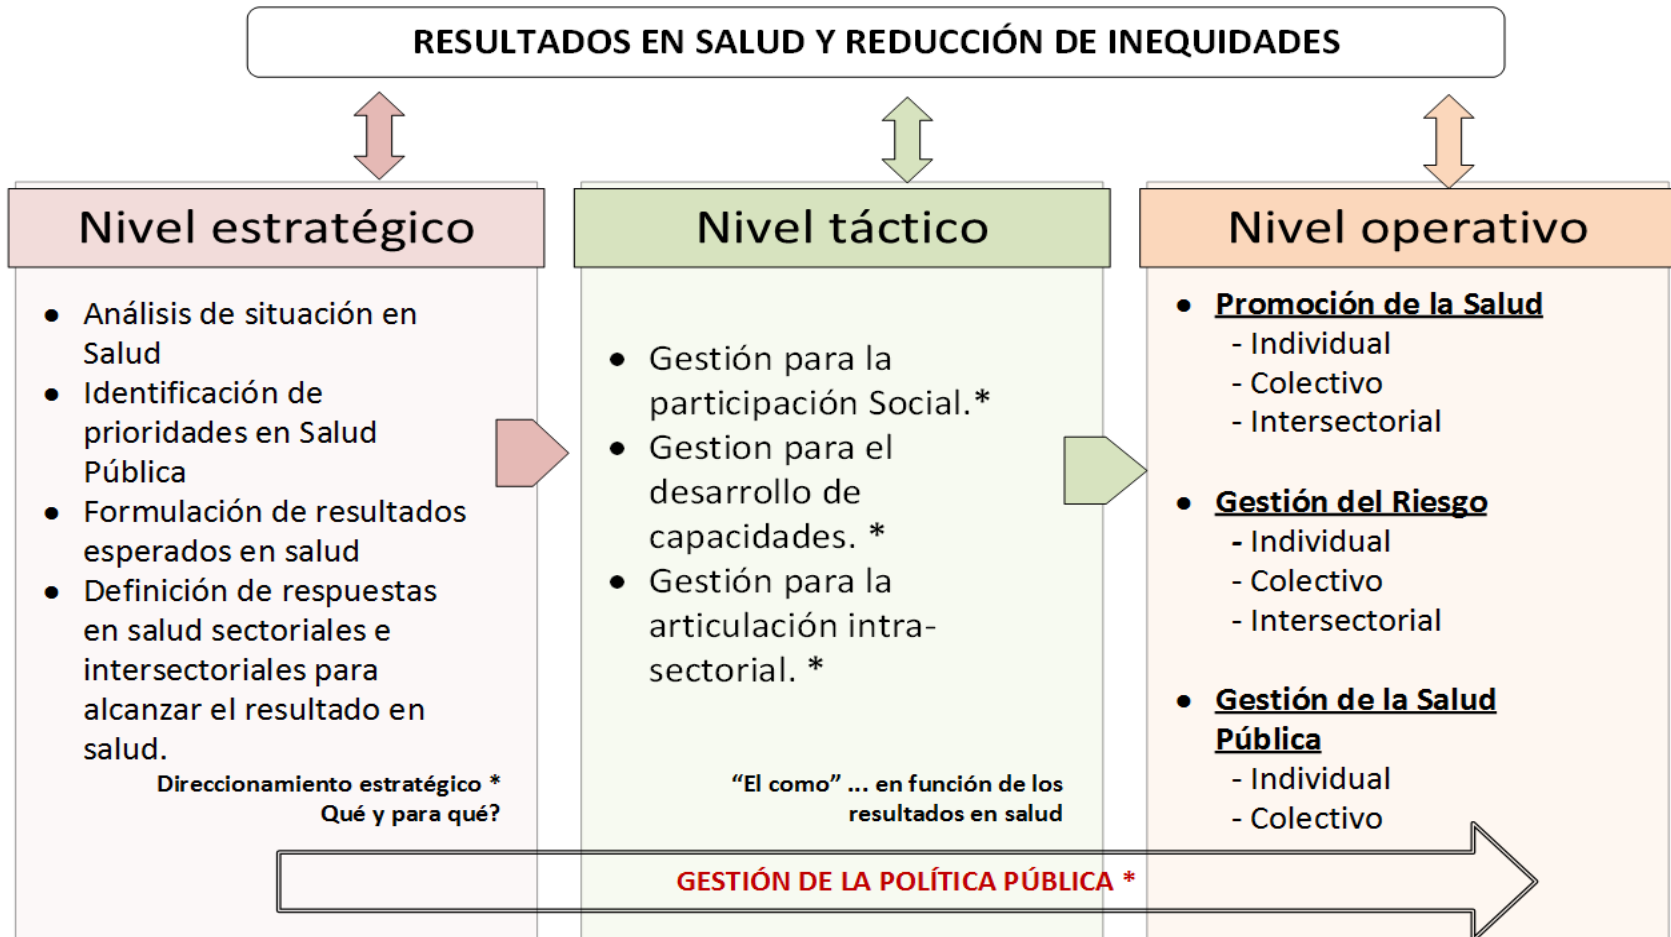 RESULTADOS EN SALUD Y REDUCCIÓN DE INEQUIDADES
Nivel estratégico
● Análisis de situación en
Salud
● Identificación de
prioridades en Salud
Pública
● Formulación de resultados
esperados en salud
● Definición de respuestas
en salud sectoriales e
intersectoriales para
alcanzar el resultado en
salud.
Direccionamiento estratégico *
Qué y para qué?
Nivel táctico
● Gestión para la
participación Social.*
● Gestion para el
desarrollo de
capacidades. *
● Gestión para la
articulación intra-
sectorial. *
“El como” ... en función de los
resultados en salud
Nivel operativo
● Promoción de la Salud
- Individual
- Colectivo
- Intersectorial
● Gestión del Riesgo
- Individual
- Colectivo
- Intersectorial
● Gestión de la Salud
Pública
- Individual
- Colectivo
GESTIÓN DE LA POLÍTICA PÚBLICA *